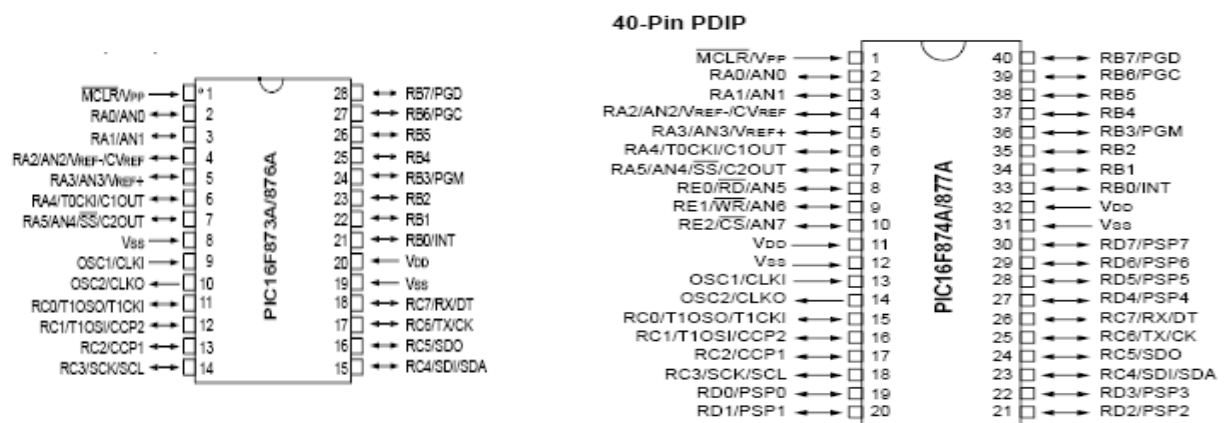 40-Pin PDIP
MCLR/VPP 1 28 RB7/PGD
RA0/AN0 2 27 RB6/PGC
RA1/AN1 3 26 RB5
RA2/AN2/VREF-/CVREF 4 25 RB4
RA3/AN3/VREF+ 5 24 RB3/PGM
RA4/T0CKI/C1OUT 6 23 RB2
RA5/AN4/SS/C2OUT 7 22 RB1
VSS 8 21 RB0/INT
OSC1/CLKI 9 20 VDD
OSC2/CLKO 10 19 VSS
RC0/T1OSO/T1CKI 11 18 RC7/RX/DT
RC1/T1OSI/CCP2 12 17 RC6/TX/CK
RC2/CCP1 13 16 RC5/SDO
RC3/SCK/SCL 14 15 RC4/SDI/SDA
PIC16F873A/876A
MCLR/VPP 1 40 RB7/PGD
RA0/AN0 2 39 RB6/PGC
RA1/AN1 3 38 RB5
RA2/AN2/VREF-/CVREF 4 37 RB4
RA3/AN3/VREF+ 5 36 RB3/PGM
RA4/T0CKI/C1OUT 6 35 RB2
RA5/AN4/SS/C2OUT 7 34 RB1
RE0/RD/AN5 8 33 RB0/INT
RE1/WR/AN6 9 32 VDD
RE2/CS/AN7 10 31 VSS
VDD 11 30 RD7/PSP7
VSS 12 29 RD6/PSP6
OSC1/CLKI 13 28 RD5/PSP5
OSC2/CLKO 14 27 RD4/PSP4
RC0/T1OSO/T1CKI 15 26 RC7/RX/DT
RC1/T1OSI/CCP2 16 25 RC6/TX/CK
RC2/CCP1 17 24 RC5/SDO
RC3/SCK/SCL 18 23 RC4/SDI/SDA
RD0/PSP0 19 22 RD3/PSP3
RD1/PSP1 20 21 RD2/PSP2
PIC16F874A/877A